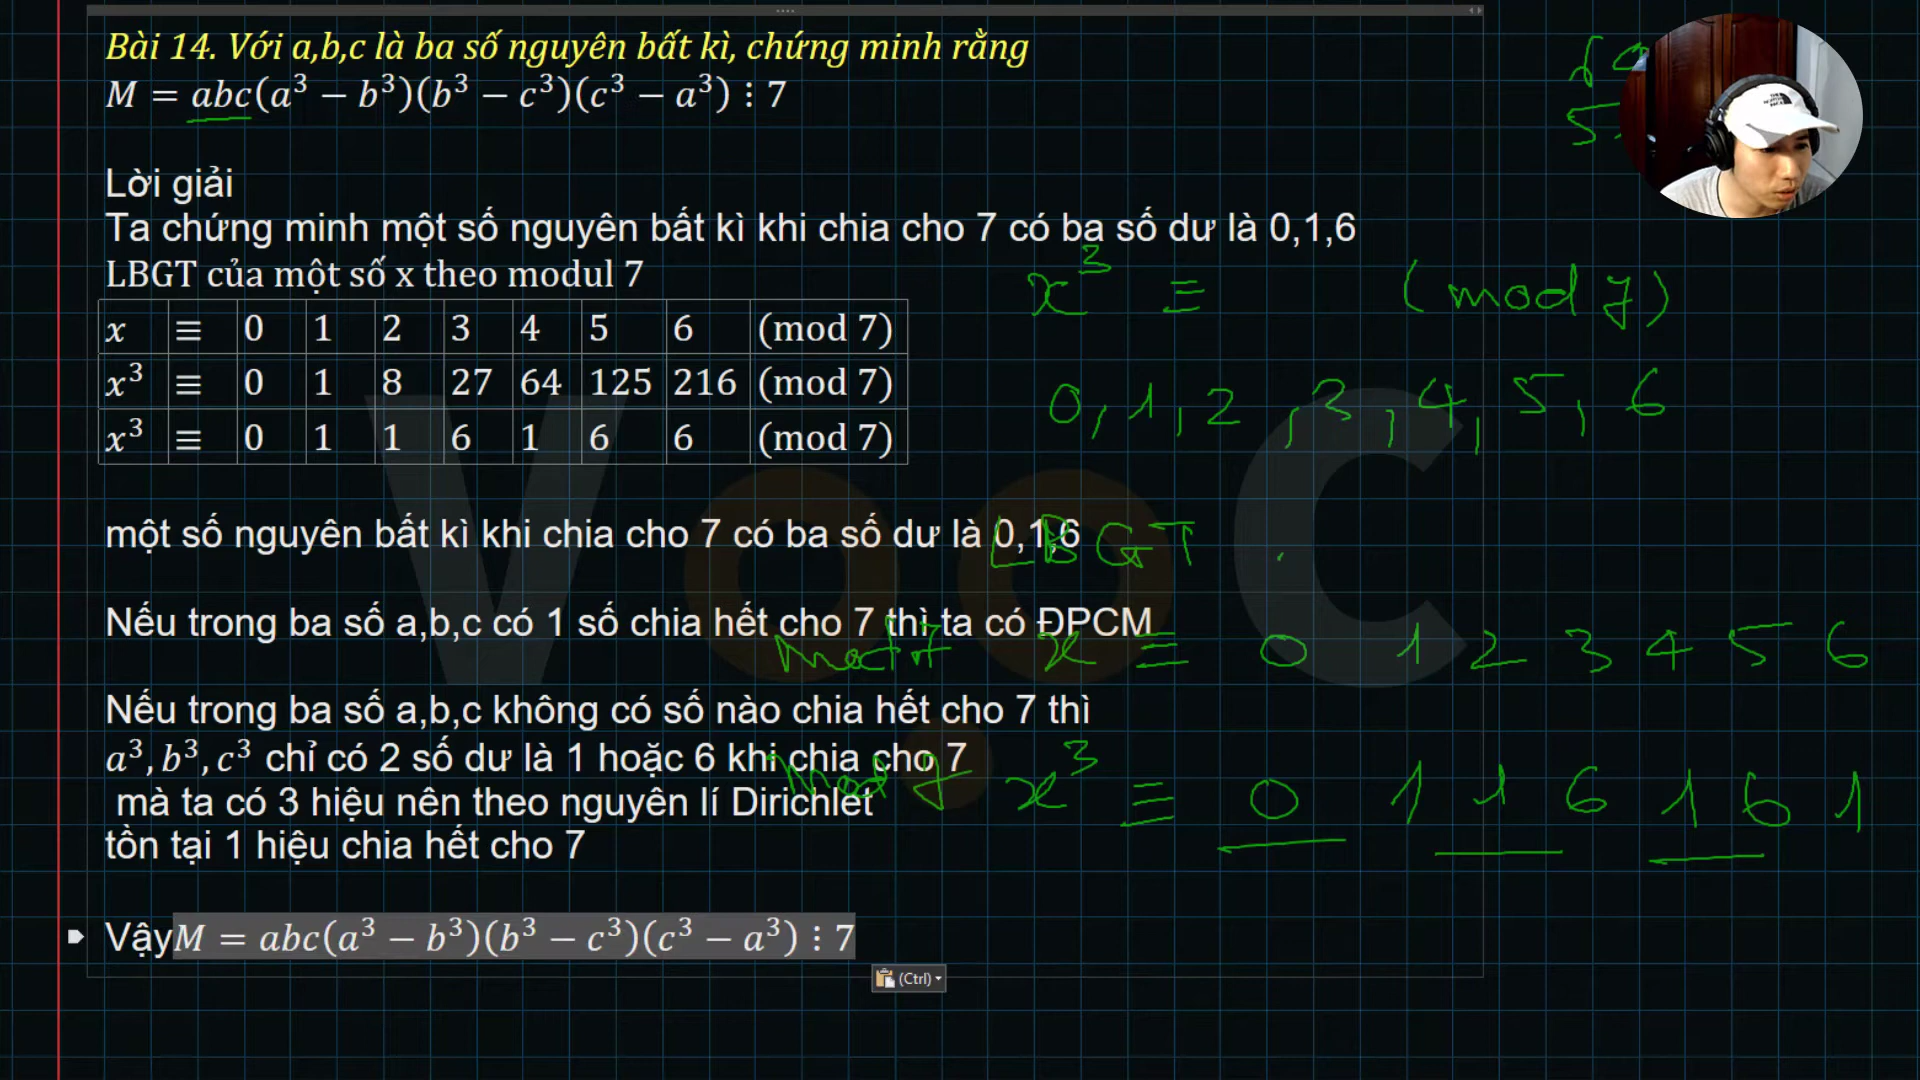 Bài 14. Với a,b,c là ba số nguyên bất kì, chứng minh rằng
M = abc(a³ − b³)(b³ − c³)(c³ − a³) ⋮ 7
Lời giải
Ta chứng minh một số nguyên bất kì khi chia cho 7 có ba số dư là 0,1,6
LBGT của một số x theo modul 7
x³ ≡ (mod 7)
x ≡ 0 1 2 3 4 5 6 (mod 7)
x³ ≡ 0 1 8 27 64 125 216 (mod 7)
x³ ≡ 0 1 1 6 1 6 6 (mod 7)
0, 1, 2, 3, 4, 5, 6
một số nguyên bất kì khi chia cho 7 có ba số dư là 0,1,6
LBGT
Nếu trong ba số a,b,c có 1 số chia hết cho 7 thì ta có ĐPCM
mod 7 x ≡ 0 1 2 3 4 5 6
Nếu trong ba số a,b,c không có số nào chia hết cho 7 thì
a³, b³, c³ chỉ có 2 số dư là 1 hoặc 6 khi chia cho 7
mod 7 x³ ≡ 0 1 1 6 1 6 1
mà ta có 3 hiệu nên theo nguyên lí Dirichlet
tồn tại 1 hiệu chia hết cho 7
Vậy M = abc(a³ − b³)(b³ − c³)(c³ − a³) ⋮ 7
(Ctrl)
VooC